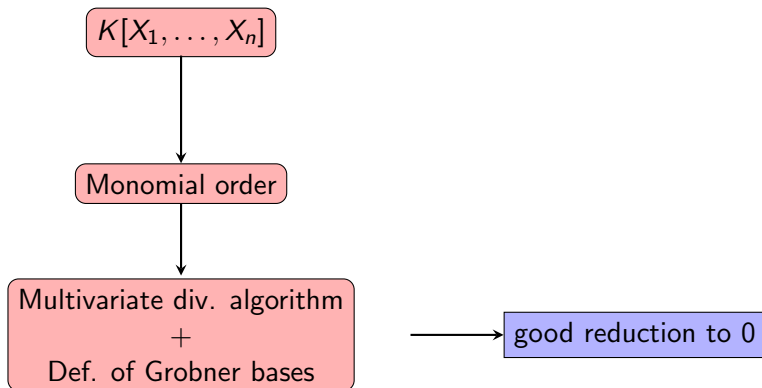 K[X₁, . . . , Xₙ]
Monomial order
Multivariate div. algorithm
+
Def. of Grobner bases
good reduction to 0